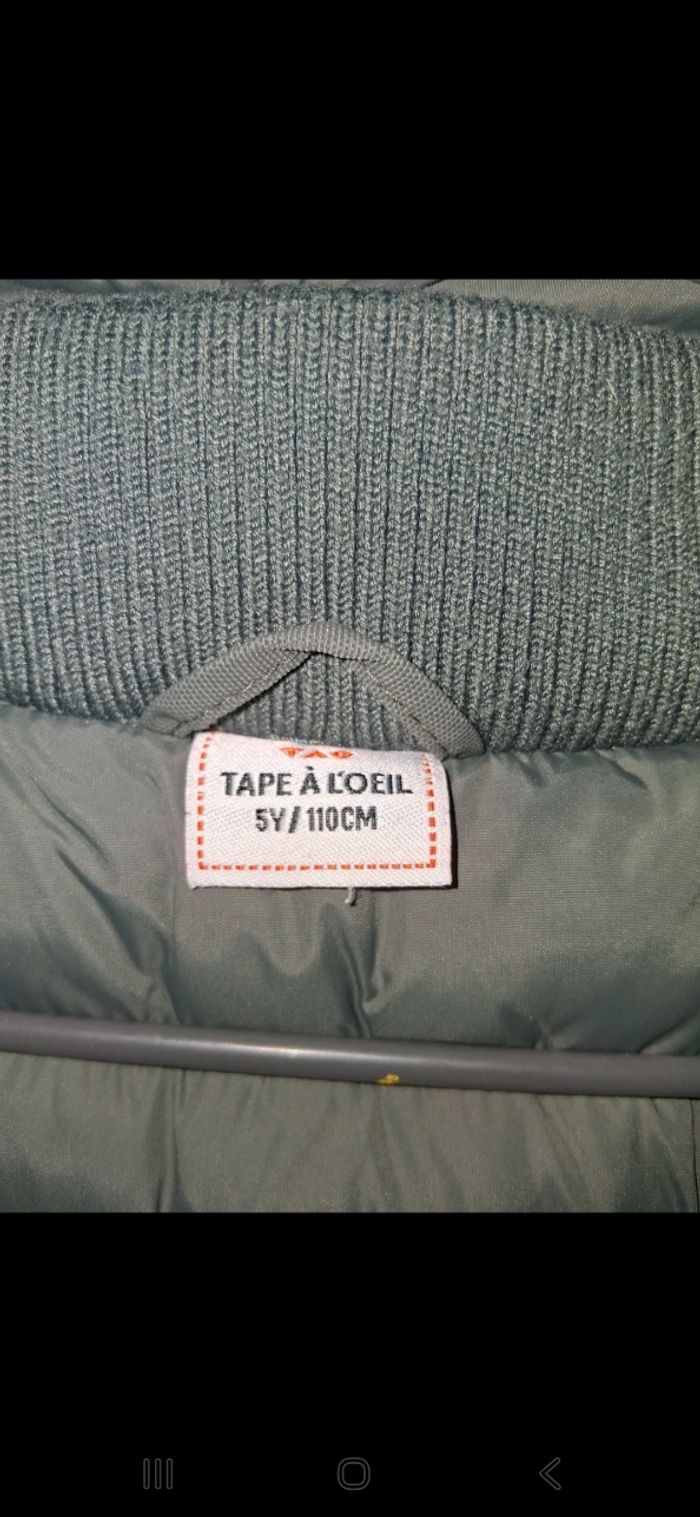 TAO
TAPE À L'OEIL
5Y/110CM